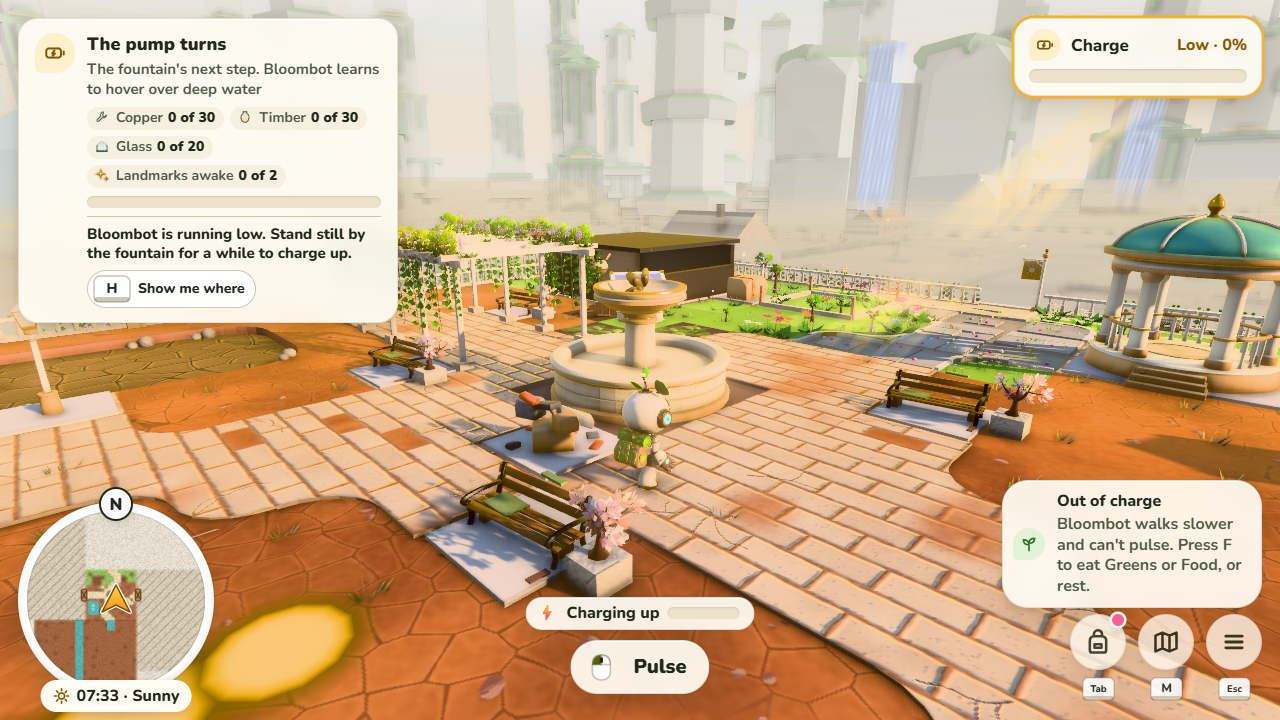 The pump turns
The fountain's next step. Bloombot learns
to hover over deep water
Copper 0 of 30
Timber 0 of 30
Glass 0 of 20
Landmarks awake 0 of 2
Bloombot is running low. Stand still by
the fountain for a while to charge up.
H Show me where
Charge Low · 0%
Out of charge
Bloombot walks slower
and can't pulse. Press F
to eat Greens or Food, or
rest.
N
07:33 · Sunny
Charging up
Pulse
Tab
M
Esc